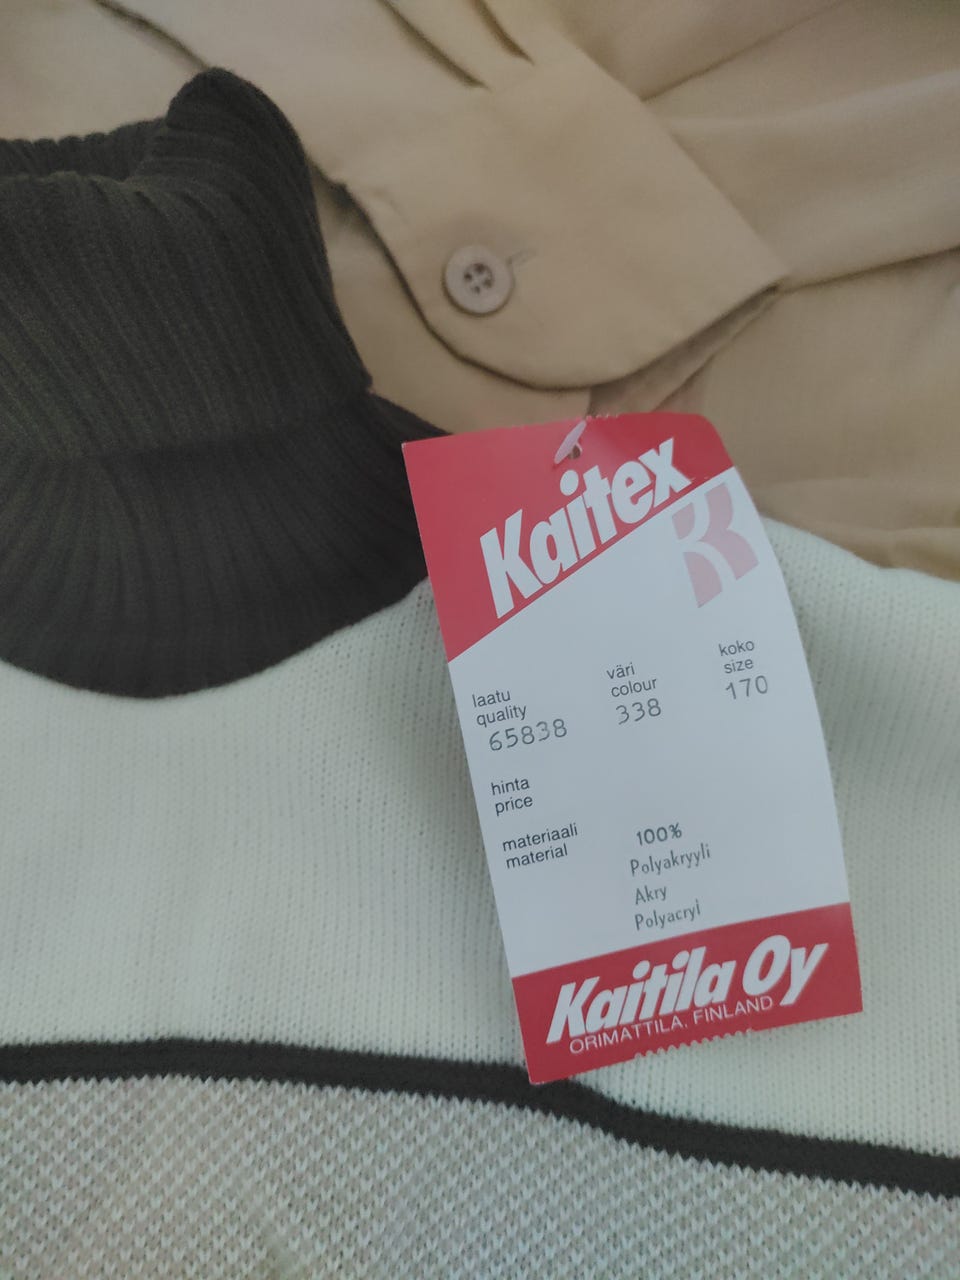 Kaitex
laatu
quality
65838
väri
colour
338
koko
size
170
hinta
price
materiaali
material
100%
Polyakryyli
Akry
Polyacryl
Kaitila Oy
ORIMATTILA, FINLAND